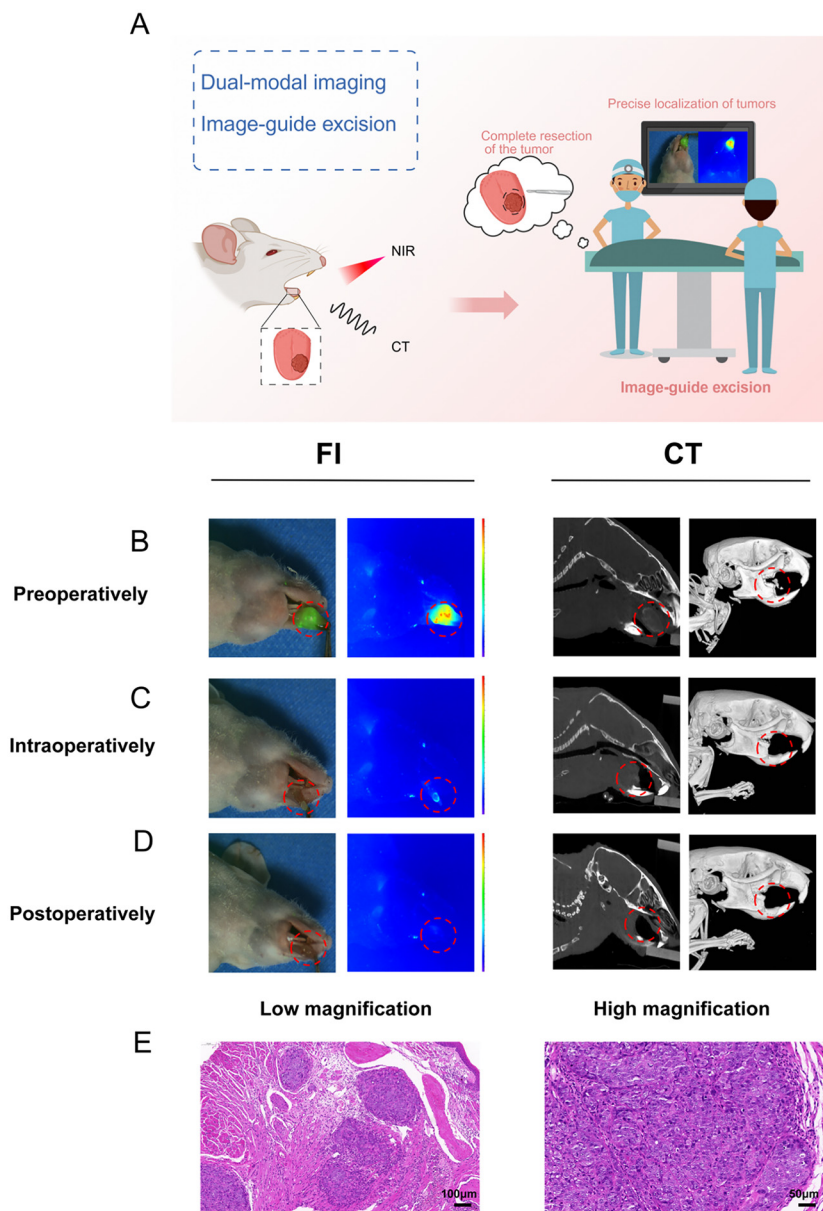 A
Dual-modal imaging
Image-guide excision
Precise localization of tumors
Complete resection
of the tumor
NIR
CT
Image-guide excision
FI
CT
B
Preoperatively
C
Intraoperatively
D
Postoperatively
Low magnification
High magnification
E
100μm
50μm